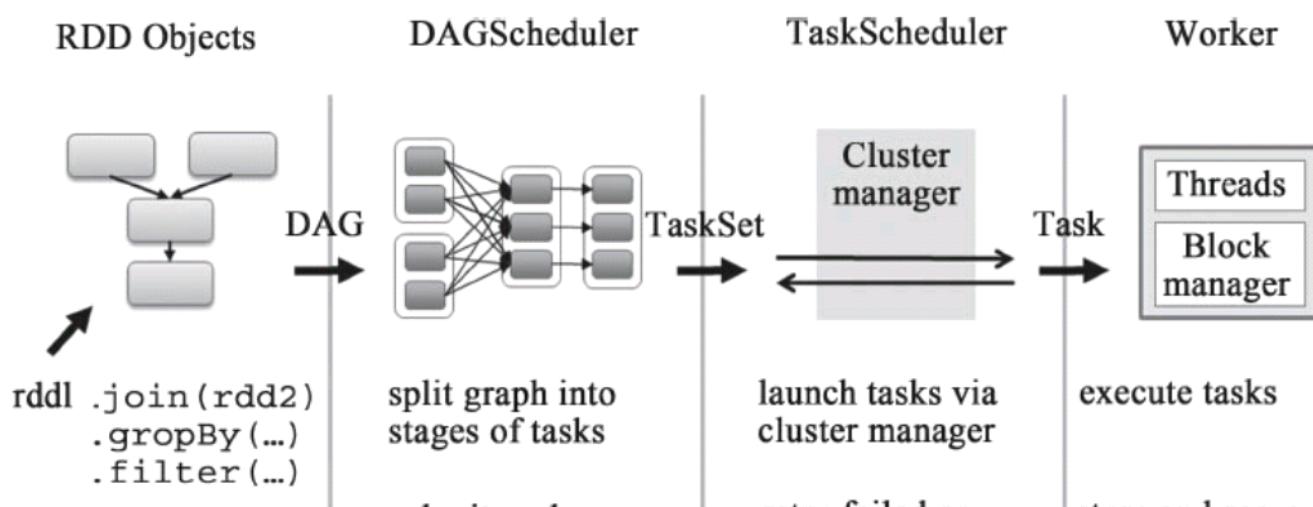 RDD Objects
DAGScheduler
TaskScheduler
Worker
DAG
TaskSet
Cluster
manager
Task
Threads
Block
manager
rddl .join(rdd2)
.gropBy(…)
.filter(…)
split graph into
stages of tasks
launch tasks via
cluster manager
execute tasks